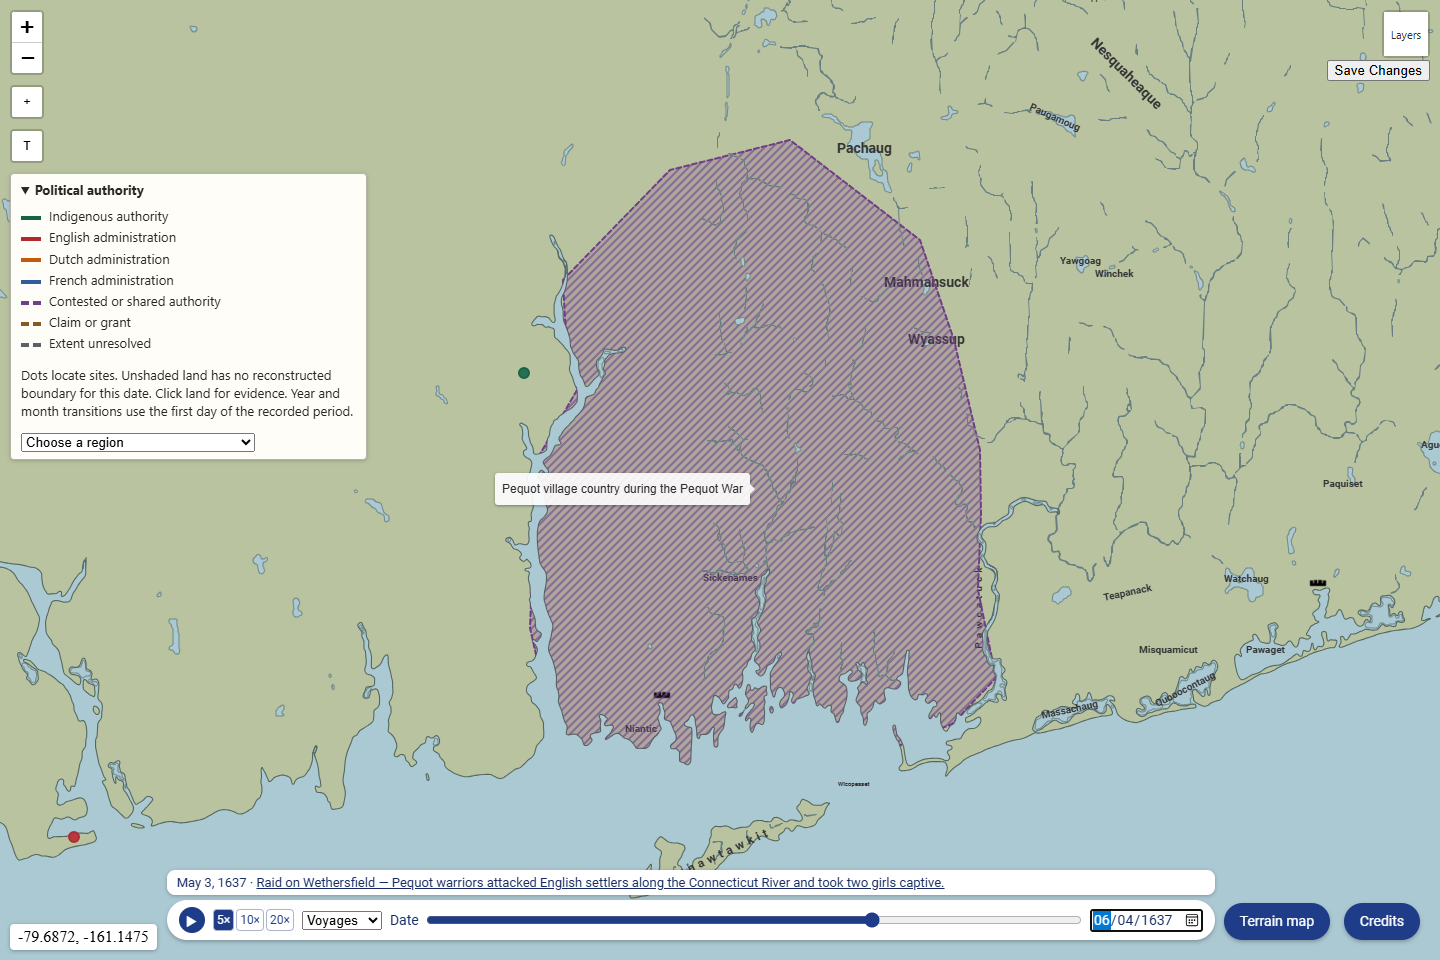 +
−
+
T
Layers
Save Changes
Nesquaheaque
Paugamoug
Pachaug
▼ Political authority
Indigenous authority
English administration
Dutch administration
French administration
Contested or shared authority
Claim or grant
Extent unresolved
Dots locate sites. Unshaded land has no reconstructed
boundary for this date. Click land for evidence. Year and
month transitions use the first day of the recorded period.
Choose a region
Yawgoag
Winchek
Mahmansuck
Wyassup
Paquiset
Pequot village country during the Pequot War
Sickenames
Watchaug
Teapanack
Misquamicut
Pawaget
Massachaug
Niantic
Wicopesset
May 3, 1637 · Raid on Wethersfield — Pequot warriors attacked English settlers along the Connecticut River and took two girls captive.
5×
10×
20×
Voyages
Date
06/04/1637
Terrain map
Credits
-79.6872, -161.1475